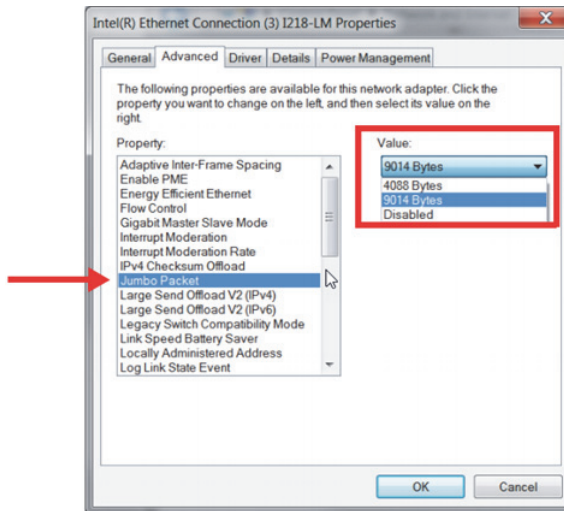 Intel(R) Ethernet Connection (3) I218-LM Properties
General Advanced Driver Details Power Management
The following properties are available for this network adapter. Click the
property you want to change on the left, and then select its value on the
right.
Property:
Adaptive Inter-Frame Spacing
Enable PME
Energy Efficient Ethernet
Flow Control
Gigabit Master Slave Mode
Interrupt Moderation
Interrupt Moderation Rate
IPv4 Checksum Offload
Jumbo Packet
Large Send Offload V2 (IPv4)
Large Send Offload V2 (IPv6)
Legacy Switch Compatibility Mode
Link Speed Battery Saver
Locally Administered Address
Log Link State Event
Value:
9014 Bytes
4088 Bytes
9014 Bytes
Disabled
OK Cancel